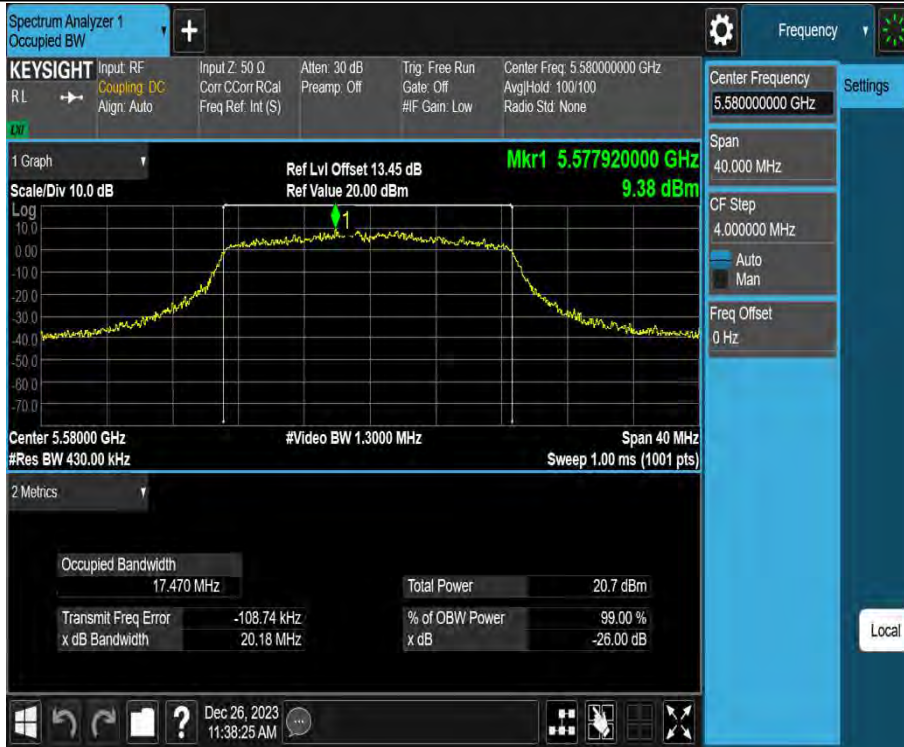 Spectrum Analyzer 1
Occupied BW
+
Frequency
KEYSIGHT
R L
LXI
Input: RF
Coupling: DC
Align: Auto
Input Z: 50 Ω
Corr CCorr RCal
Freq Ref: Int (S)
Atten: 30 dB
Preamp: Off
Trig: Free Run
Gate: Off
#IF Gain: Low
Center Freq: 5.580000000 GHz
Avg|Hold: 100/100
Radio Std: None
Center Frequency
5.580000000 GHz
Settings
Span
40.000 MHz
CF Step
4.000000 MHz
Auto
Man
Freq Offset
0 Hz
Local
1 Graph
Scale/Div 10.0 dB
Ref Lvl Offset 13.45 dB
Ref Value 20.00 dBm
Mkr1 5.577920000 GHz
9.38 dBm
Log
10.0
0.00
-10.0
-20.0
-30.0
-40.0
-50.0
-60.0
-70.0
1
Center 5.58000 GHz
#Video BW 1.3000 MHz
Span 40 MHz
#Res BW 430.00 kHz
Sweep 1.00 ms (1001 pts)
2 Metrics
Occupied Bandwidth
17.470 MHz
Total Power 20.7 dBm
Transmit Freq Error -108.74 kHz
% of OBW Power 99.00 %
x dB Bandwidth 20.18 MHz
x dB -26.00 dB
?
Dec 26, 2023
11:38:25 AM